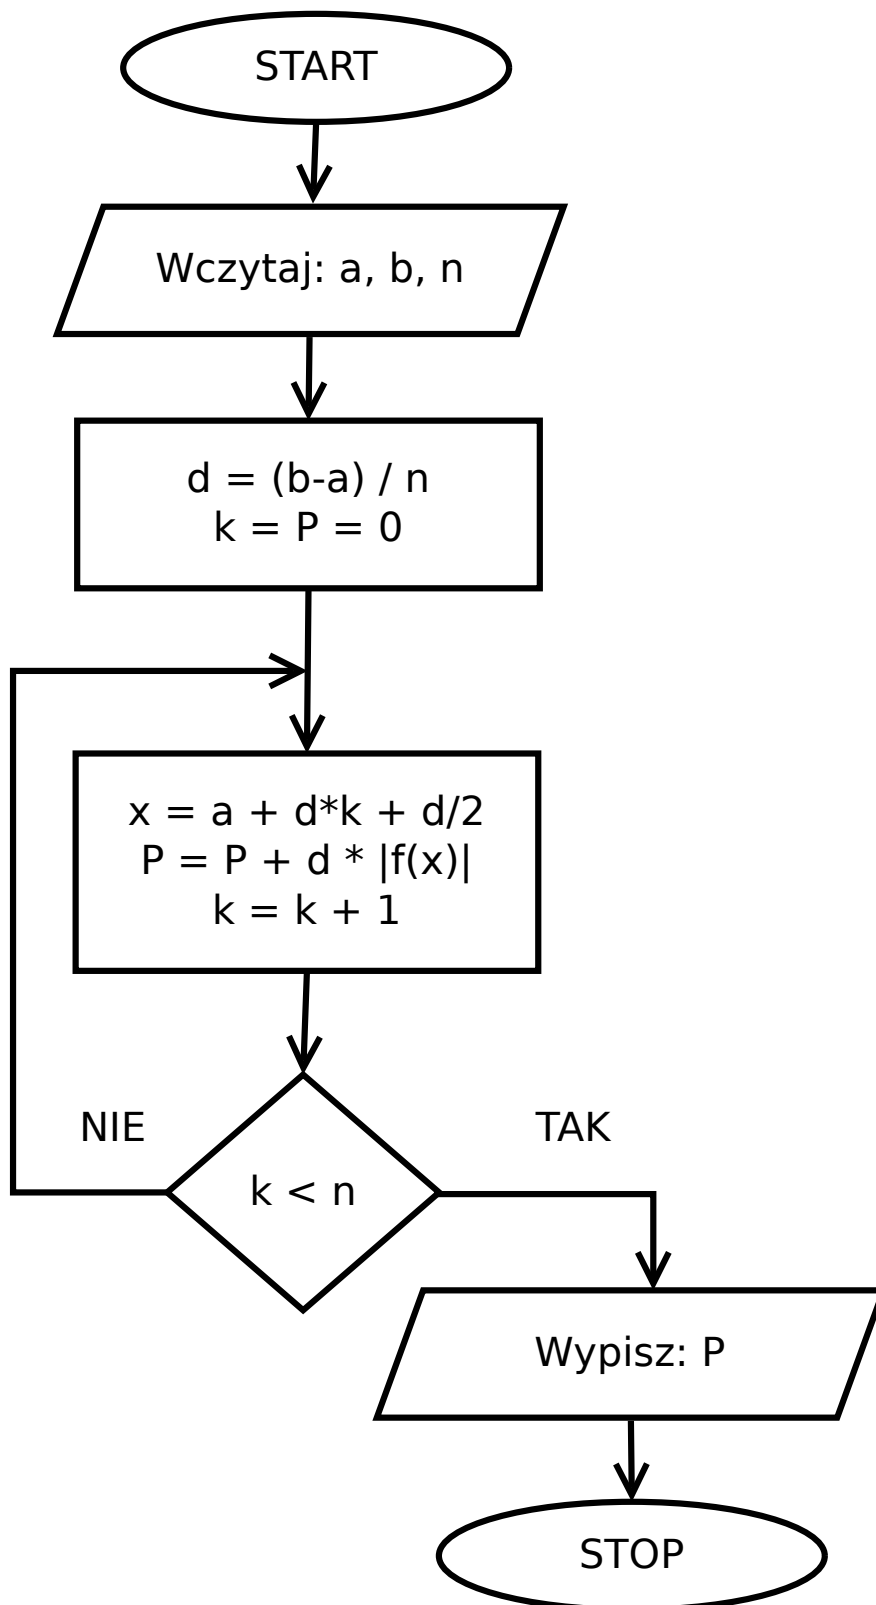 START
Wczytaj: a, b, n
d = (b-a) / n
k = P = 0
x = a + d*k + d/2
P = P + d * |f(x)|
k = k + 1
NIE
TAK
k < n
Wypisz: P
STOP